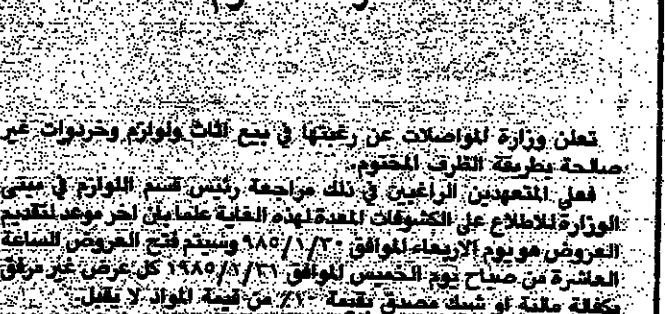 تعلن وزارة المواصلات عن رغبتها في بيع اثاث ولوازم وخردوات غير
صالحة بطريقة الظرف المختوم.
فعلى المتعهدين الراغبين في ذلك مراجعة رئيس قسم اللوازم في مبنى
الوزارة للاطلاع على الكشوفات المعدة لهذه الغاية علما بان اخر موعد لتقديم
العروض هو يوم الاربعاء الموافق ٩٨٥/١/٣٠ وسيتم فتح العروض الساعة
العاشرة من صباح يوم الخميس الموافق ١٩٨٥/١/٣١ كل عرض غير مرفق
بكفالة مالية او شيك مصدق بقيمة ١٠٪ من قيمة المواد لا يقبل.